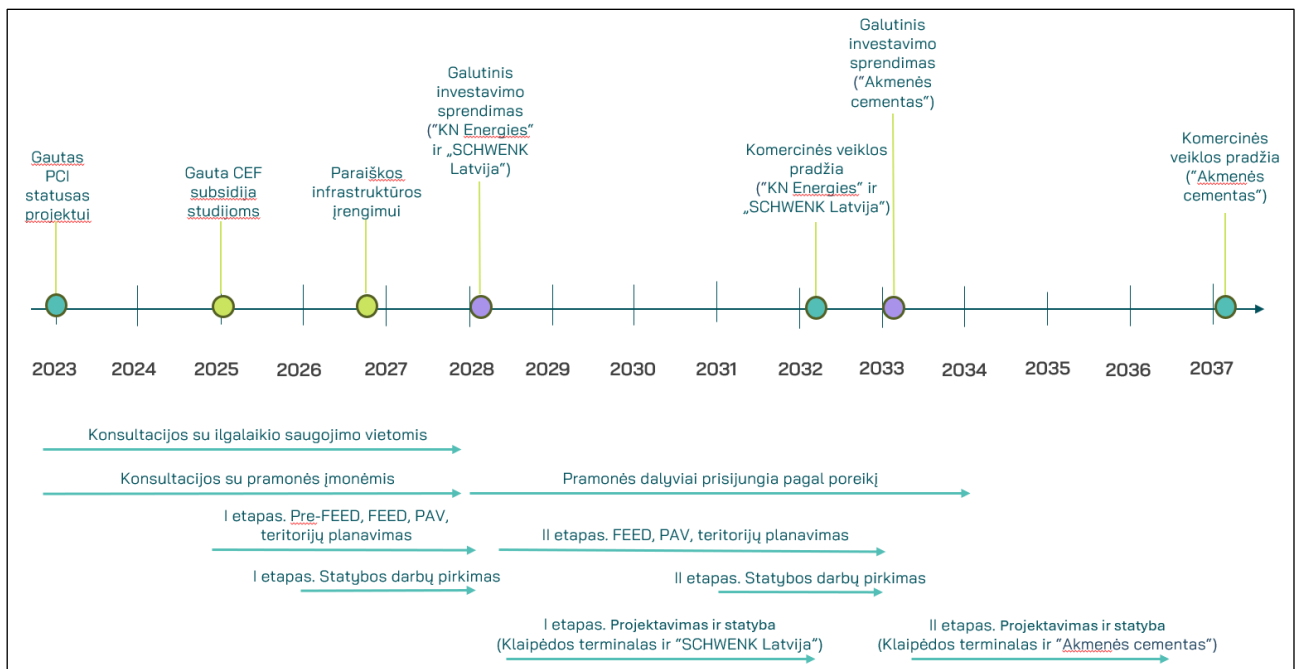 Gautas
PCI
statusas
projektui
Gauta CEF
subsidija
studijoms
Paraiškos
infrastruktūros
įrengimui
Galutinis
investavimo
sprendimas
("KN Energies"
ir „SCHWENK
Latvija")
Komercinės veiklos
pradžia
("KN Energies" ir
„SCHWENK Latvija")
Galutinis
investavimo
sprendimas
("Akmenės
cementas")
Komercinės
veiklos pradžia
("Akmenės
cementas")
2023 2024 2025 2026 2027 2028 2029 2030 2031 2032 2033 2034 2035 2036 2037
Konsultacijos su ilgalaikio saugojimo vietomis
Konsultacijos su pramonės įmonėmis
Pramonės dalyviai prisijungia pagal poreikį
I etapas. Pre-FEED, FEED, PAV,
teritorijų planavimas
II etapas. FEED, PAV, teritorijų planavimas
I etapas. Statybos darbų pirkimas
II etapas. Statybos darbų pirkimas
I etapas. Projektavimas ir statyba
(Klaipėdos terminalas ir "SCHWENK Latvija")
II etapas. Projektavimas ir statyba
(Klaipėdos terminalas ir "Akmenės cementas")